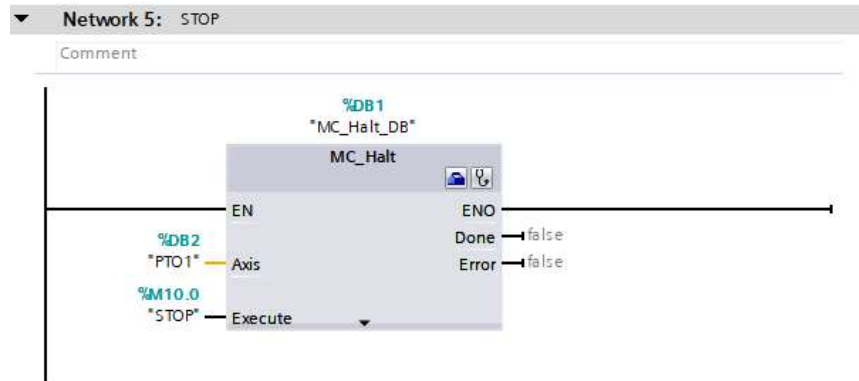 Network 5: STOP
Comment
%DB1
"MC_Halt_DB"
MC_Halt
EN ENO
Done false
%DB2
"PTO1" Axis Error false
%M10.0
"STOP" Execute